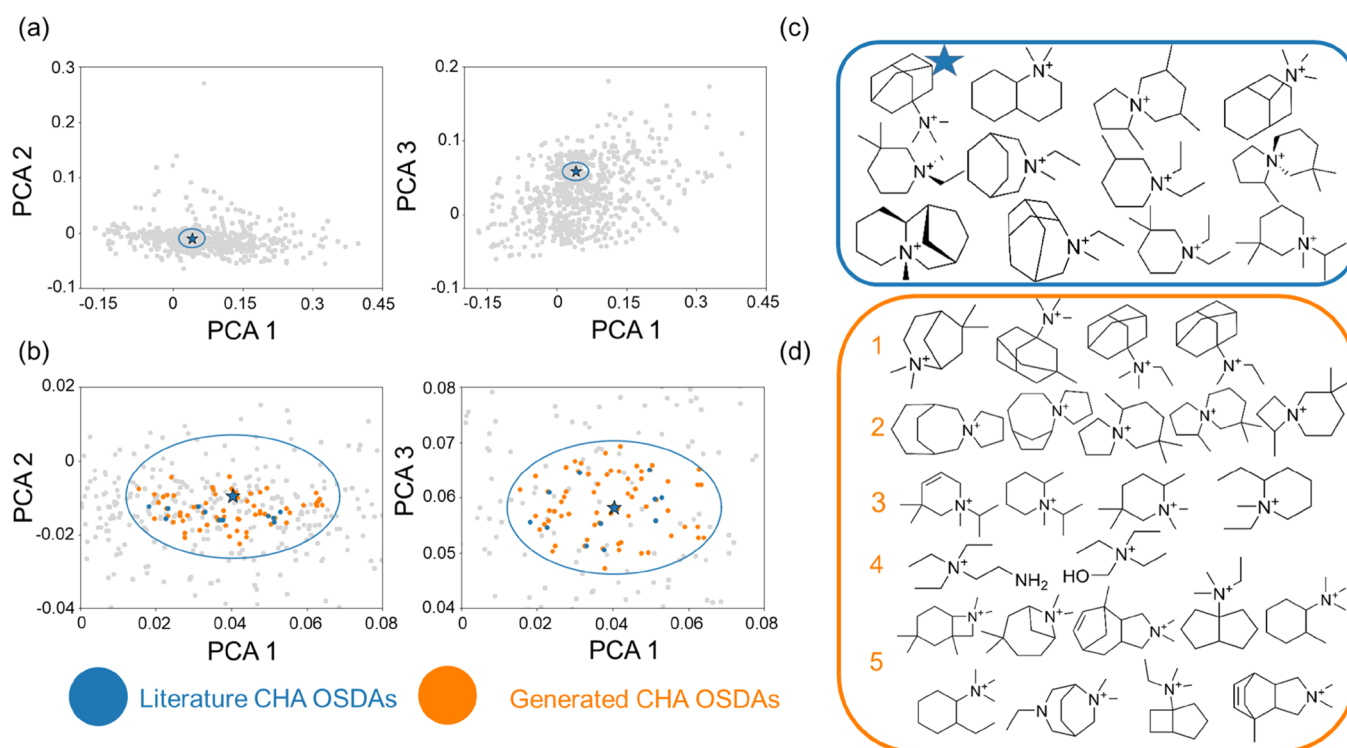 (a)
PCA 2
0.3
0.2
0.1
0
-0.1
-0.15
0
0.15
0.3
0.45
PCA 1
PCA 3
0.2
0.1
0
-0.1
-0.15
0
0.15
0.3
0.45
PCA 1
(b)
PCA 2
0.02
0
-0.02
-0.04
0.00
0.02
0.04
0.06
0.08
PCA 1
PCA 3
0.08
0.07
0.06
0.05
0.04
0.00
0.02
0.04
0.06
0.08
PCA 1
Literature CHA OSDAs
Generated CHA OSDAs
(c)
N+
N+
N+
N+
N+
N+
N+
N+
N+
N+
N+
N+
(d)
1
N+
N+
N+
N+
2
N+
N+
N+
N+
N+
3
N+
N+
N+
N+
4
N+
NH2
HO
N+
5
N+
N+
N+
N+
N+
N+
N
N+
N+
N+